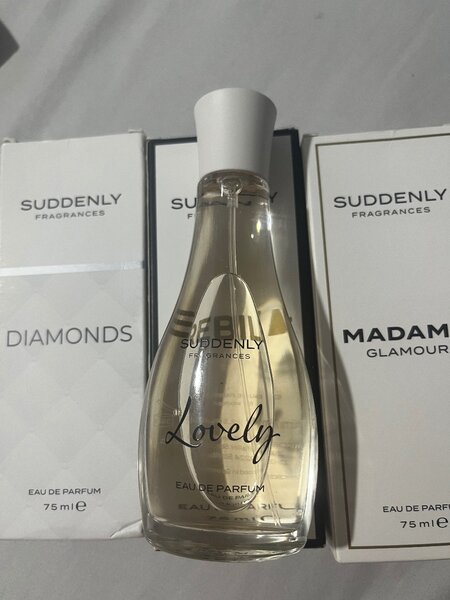 SUDDENLY
FRAGRANCES
DIAMONDS
EAU DE PARFUM
75 ml e
SUDDENLY
FRAGRANCES
Lovely
EAU DE PARFUM
SUDDENLY
FRAGRANCES
MADAM
GLAMOUR
EAU DE PARFU
75 ml e